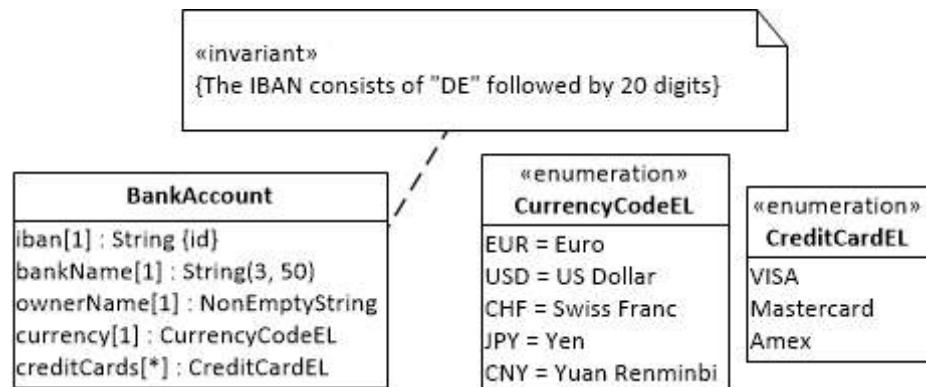 «invariant»
{The IBAN consists of "DE" followed by 20 digits}
BankAccount
iban[1] : String {id}
bankName[1] : String(3, 50)
ownerName[1] : NonEmptyString
currency[1] : CurrencyCodeEL
creditCards[*] : CreditCardEL
«enumeration»
CurrencyCodeEL
EUR = Euro
USD = US Dollar
CHF = Swiss Franc
JPY = Yen
CNY = Yuan Renminbi
«enumeration»
CreditCardEL
VISA
Mastercard
Amex